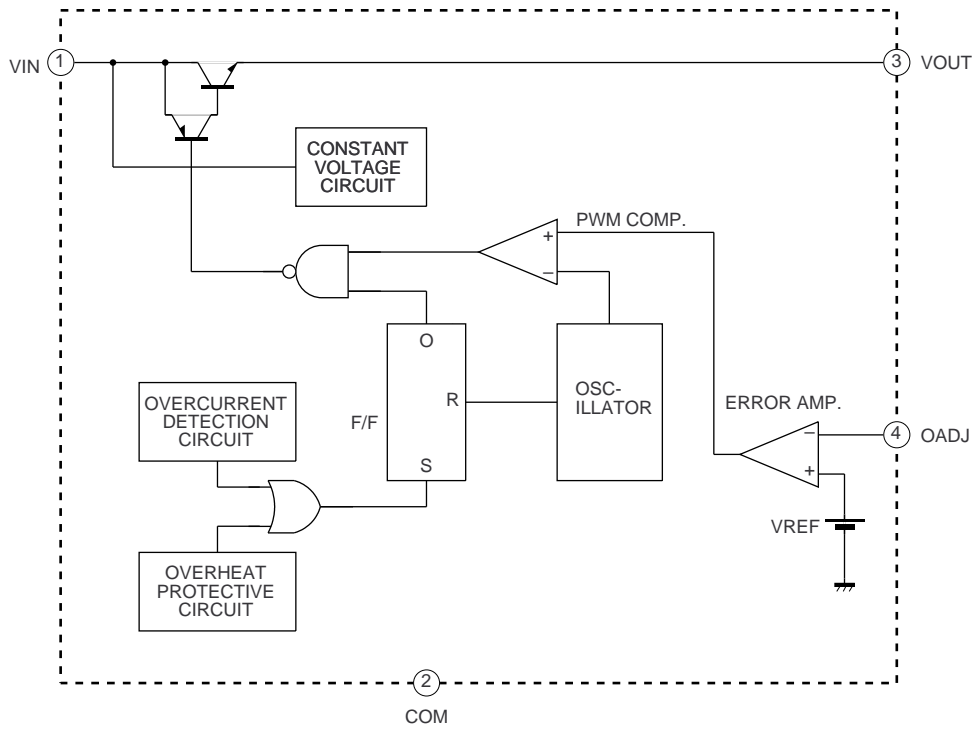 VIN
1
3
VOUT
CONSTANT
VOLTAGE
CIRCUIT
PWM COMP.
+
–
O
R
S
F/F
OSC-
ILLATOR
OVERCURRENT
DETECTION
CIRCUIT
ERROR AMP.
–
+
4
OADJ
VREF
OVERHEAT
PROTECTIVE
CIRCUIT
2
COM